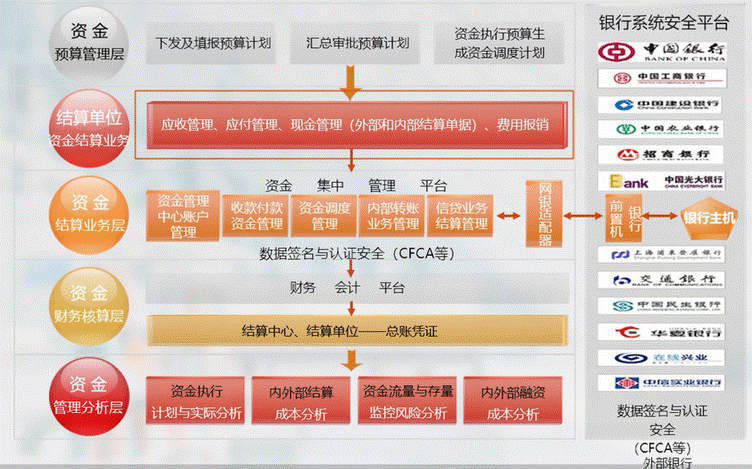 资金
预算管理层
下发及填报预算计划
汇总审批预算计划
资金执行预算生
成资金调度计划
结算单位
资金结算业务
应收管理、应付管理、现金管理(外部和内部结算单据)、费用报销
资金 集中 管理 平台
资金
结算业务层
资金管理
中心账户
管理
收款付款
资金管理
资金调度
管理
内部转账
业务管理
信贷业务
结算管理
网银适配器
银行
前置机
银行主机
数据签名与认证安全(CFCA等)
资金
财务核算层
财务 会计 平台
结算中心、结算单位——总账凭证
资金
管理分析层
资金执行
计划与实际分析
内外部结算
成本分析
资金流量与存量
监控风险分析
内外部融资
成本分析
银行系统安全平台
中国银行
BANK OF CHINA
中国工商银行
中国建设银行
China Construction Bank
中国农业银行
招商银行
Bank
中国光大银行
CHINA EVERBRIGHT BANK
上海浦东发展银行
Shanghai Pudong Development Bank
交通银行
BANK OF COMMUNICATIONS
中国民生银行
华夏银行
在线兴业
中信实业银行
数据签名与认证
安全
(CFCA等)
外部银行